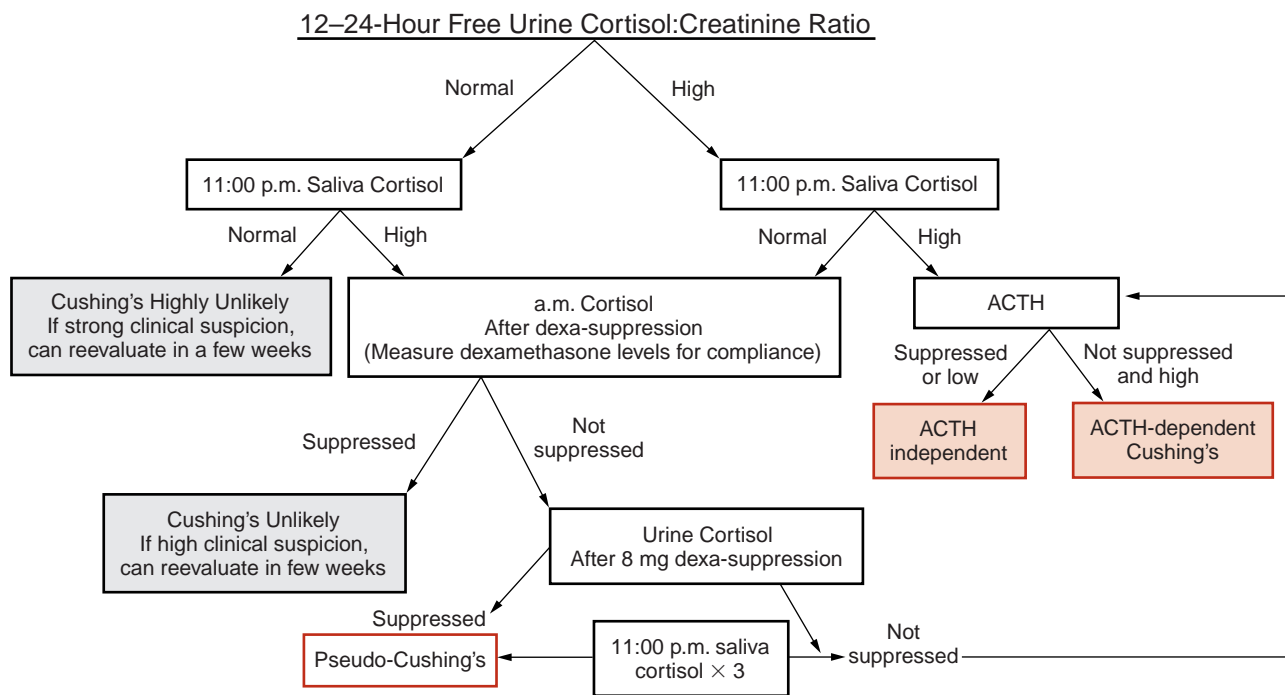 12–24-Hour Free Urine Cortisol:Creatinine Ratio
Normal
High
11:00 p.m. Saliva Cortisol
11:00 p.m. Saliva Cortisol
Normal
High
Normal
High
Cushing’s Highly Unlikely
If strong clinical suspicion,
can reevaluate in a few weeks
a.m. Cortisol
After dexa-suppression
(Measure dexamethasone levels for compliance)
ACTH
Suppressed
or low
Not suppressed
and high
ACTH
independent
ACTH-dependent
Cushing’s
Suppressed
Not
suppressed
Cushing’s Unlikely
If high clinical suspicion,
can reevaluate in few weeks
Urine Cortisol
After 8 mg dexa-suppression
Suppressed
Pseudo-Cushing’s
11:00 p.m. saliva
cortisol × 3
Not
suppressed